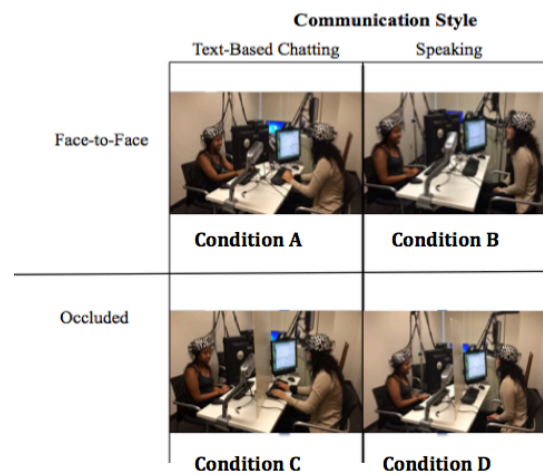 Communication Style
Text-Based Chatting Speaking
Face-to-Face
Condition A Condition B
Occluded
Condition C Condition D